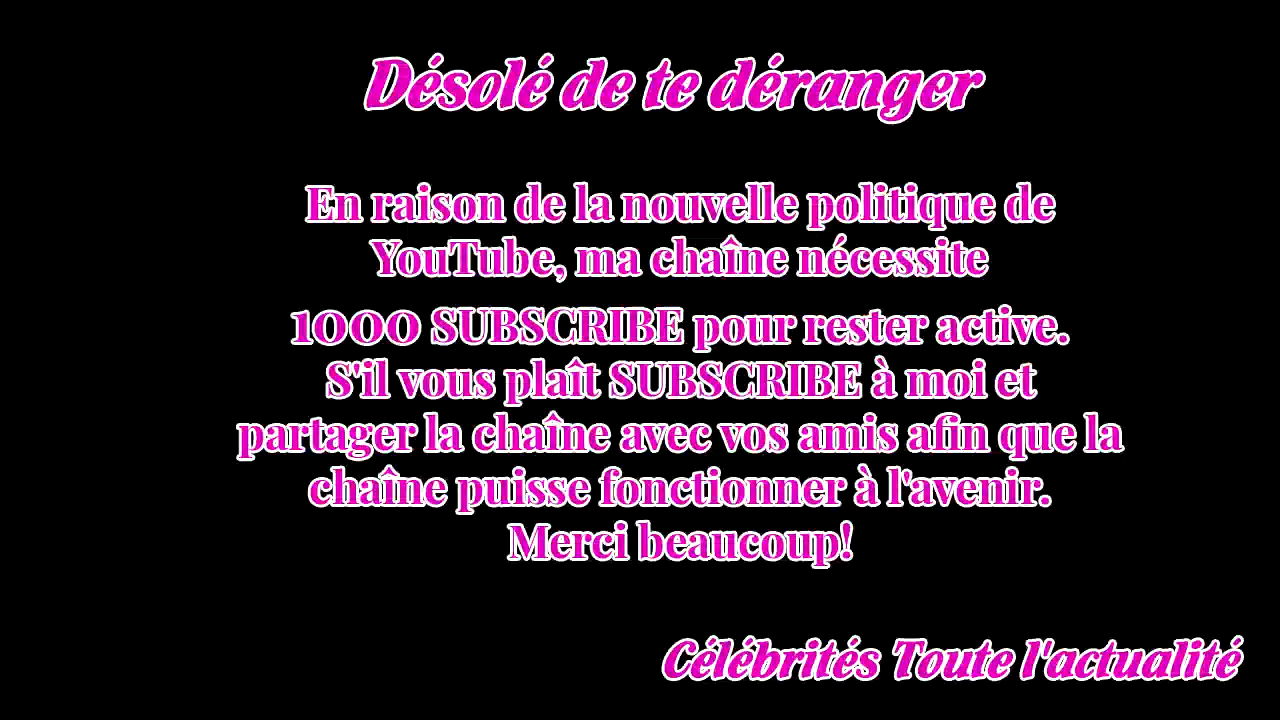 Désolé de te déranger
En raison de la nouvelle politique de
YouTube, ma chaîne nécessite
1000 SUBSCRIBE pour rester active.
S'il vous plaît SUBSCRIBE à moi et
partager la chaîne avec vos amis afin que la
chaîne puisse fonctionner à l'avenir.
Merci beaucoup!
Célébrités Toute l'actualité